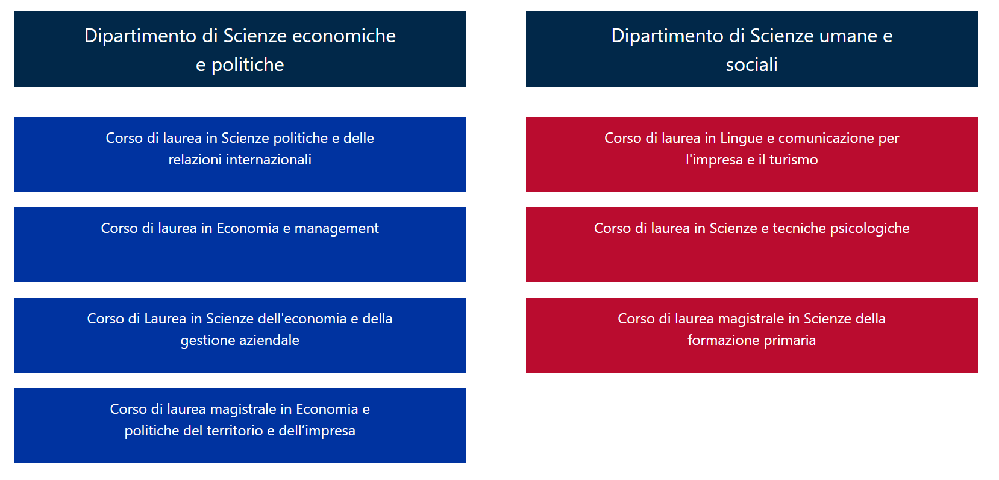 Dipartimento di Scienze economiche
e politiche
Corso di laurea in Scienze politiche e delle
relazioni internazionali
Corso di laurea in Economia e management
Corso di Laurea in Scienze dell'economia e della
gestione aziendale
Corso di laurea magistrale in Economia e
politiche del territorio e dell’impresa
Dipartimento di Scienze umane e
sociali
Corso di laurea in Lingue e comunicazione per
l'impresa e il turismo
Corso di laurea in Scienze e tecniche psicologiche
Corso di laurea magistrale in Scienze della
formazione primaria